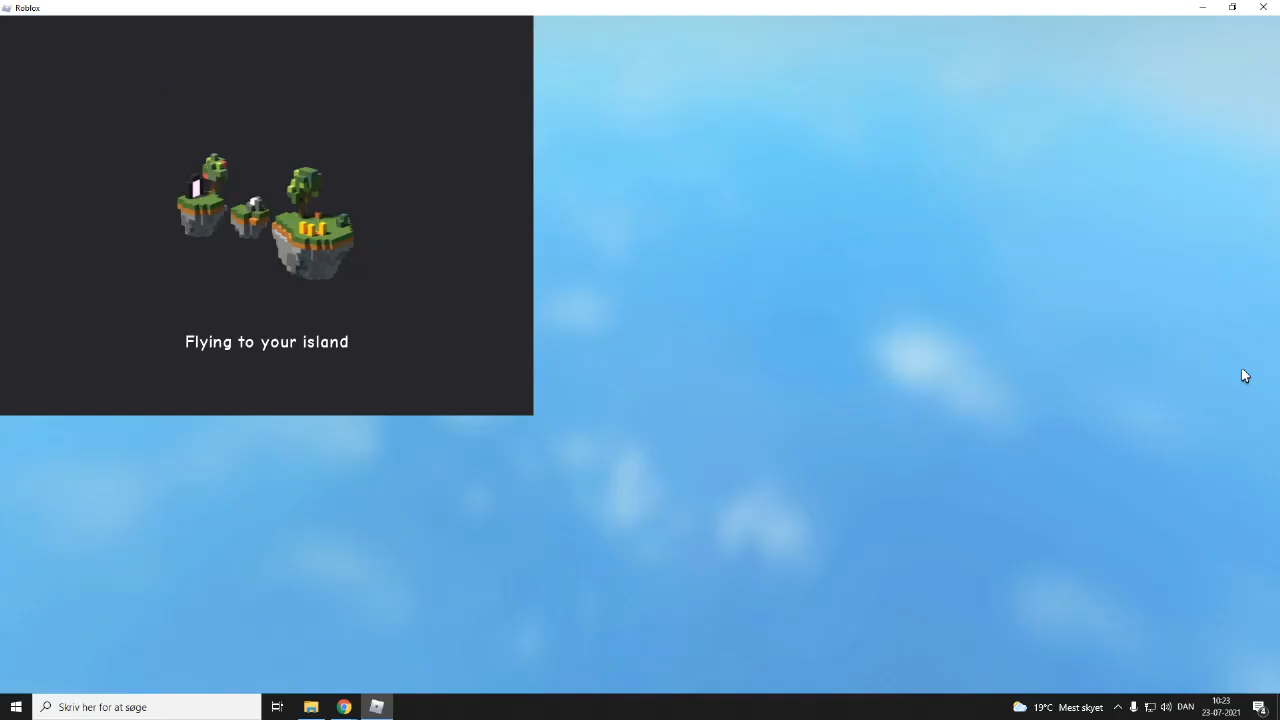 Roblox
Flying to your island
Skriv her for at søge
19°C Mest skyet
DAN
10:23
23-07-2021
4